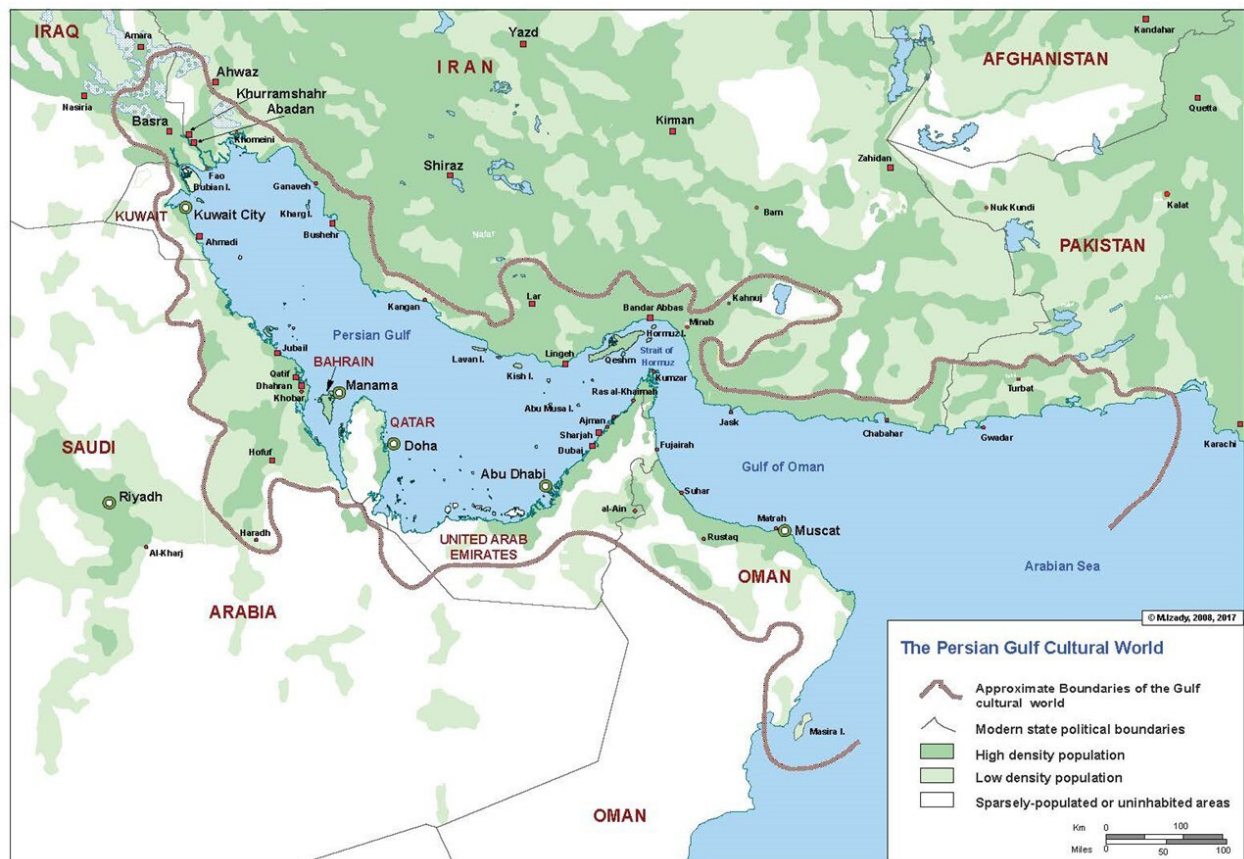 IRAQ
Amara
Nasiria
Basra
Ahwaz
Khurramshahr
Abadan
Khomeini
Fao
Bubian I.
KUWAIT
Kuwait City
Ahmadi
Yazd
IRAN
Kirman
Shiraz
Ganaveh
Kharg I.
Bushehr
Kangan
Lar
Bam
Zahidan
AFGHANISTAN
Kandahar
Quetta
Kalat
Nuk Kundi
PAKISTAN
Kahnuj
Bandar Abbas
Minab
Hormuz I.
Qeshm
Strait of
Hormuz
Kumzar
Persian Gulf
Lavan I.
Kish I.
Lingeh
Abu Musa I.
Ras al-Khaimah
Ajman
Sharjah
Dubai
Fujairah
Jubail
Qatif
Dhahran
Khobar
BAHRAIN
Manama
QATAR
Doha
Abu Dhabi
Jask
Chabahar
Gwadar
Turbat
Karachi
Gulf of Oman
SAUDI
Riyadh
Hofuf
Haradh
Al-Kharj
ARABIA
UNITED ARAB
EMIRATES
al-Ain
Suhar
Matrah
Muscat
Rustaq
OMAN
Arabian Sea
Masira I.
OMAN
© M.Izady, 2008, 2017
The Persian Gulf Cultural World
Approximate Boundaries of the Gulf
cultural world
Modern state political boundaries
High density population
Low density population
Sparsely-populated or uninhabited areas
Km 0 100
Miles 0 50 100